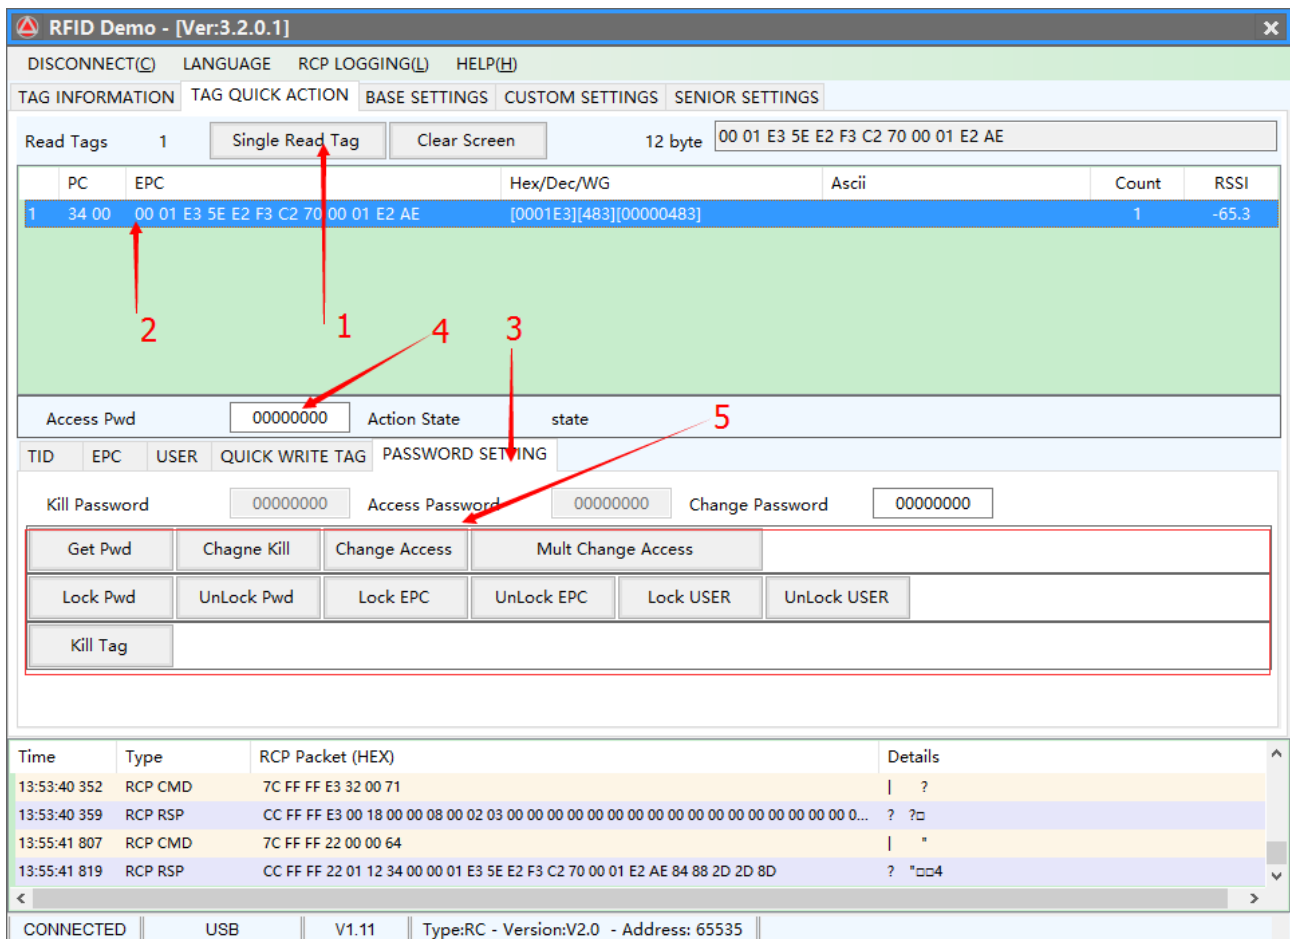 RFID Demo - [Ver:3.2.0.1]
DISCONNECT(C) LANGUAGE RCP LOGGING(L) HELP(H)
TAG INFORMATION TAG QUICK ACTION BASE SETTINGS CUSTOM SETTINGS SENIOR SETTINGS
Read Tags 1 Single Read Tag Clear Screen 12 byte 00 01 E3 5E E2 F3 C2 70 00 01 E2 AE
PC EPC Hex/Dec/WG Ascii Count RSSI
1 34 00 00 01 E3 5E E2 F3 C2 70 00 01 E2 AE [0001E3][483][00000483] 1 -65.3
2 1 4 3
Access Pwd 00000000 Action State state 5
TID EPC USER QUICK WRITE TAG PASSWORD SETTING
Kill Password 00000000 Access Password 00000000 Change Password 00000000
Get Pwd Chagne Kill Change Access Mult Change Access
Lock Pwd UnLock Pwd Lock EPC UnLock EPC Lock USER UnLock USER
Kill Tag
Time Type RCP Packet (HEX) Details
13:53:40 352 RCP CMD 7C FF FF E3 32 00 71 | ?
13:53:40 359 RCP RSP CC FF FF E3 00 18 00 00 08 00 02 03 00 00 00 00 00 00 00 00 00 00 00 00 00 00 00 00 0... ? ?□
13:55:41 807 RCP CMD 7C FF FF 22 00 00 64 | "
13:55:41 819 RCP RSP CC FF FF 22 01 12 34 00 00 01 E3 5E E2 F3 C2 70 00 01 E2 AE 84 88 2D 2D 8D ? "□□4
CONNECTED USB V1.11 Type:RC - Version:V2.0 - Address: 65535